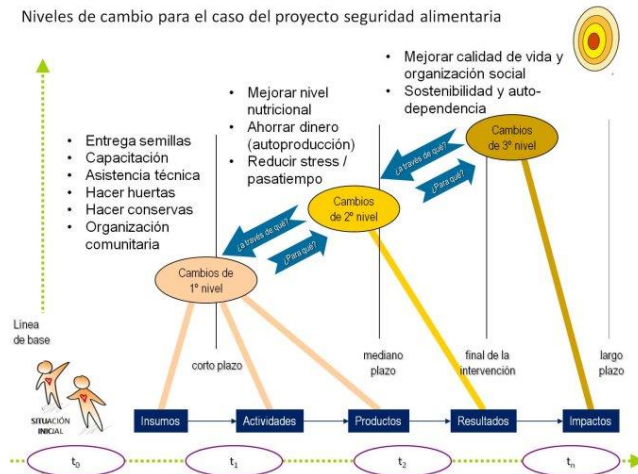 Niveles de cambio para el caso del proyecto seguridad alimentaria
• Mejorar calidad de vida y
organización social
• Sostenibilidad y auto-
dependencia
• Mejorar nivel
nutricional
• Ahorrar dinero
(autoproducción)
• Reducir stress /
pasatiempo
• Entrega semillas
• Capacitación
• Asistencia técnica
• Hacer huertas
• Hacer conservas
• Organización
comunitaria
Cambios
de 3º nivel
¿a través de qué?
¿Para qué?
Cambios
de 2º nivel
¿a través de qué?
¿Para qué?
Cambios de
1º nivel
Línea
de base
corto plazo
mediano
plazo
final de la
intervención
largo
plazo
SITUACIÓN
INICIAL
Insumos
Actividades
Productos
Resultados
Impactos
t0
t1
t2
tn